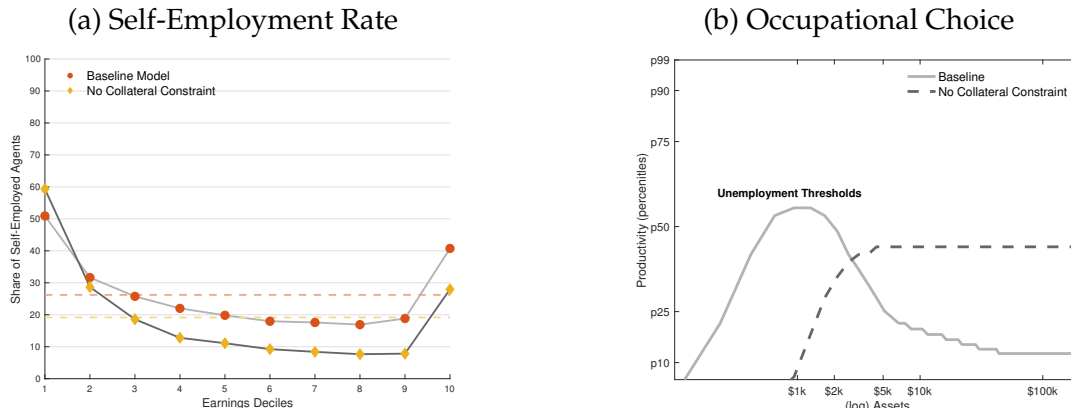 (a) Self-Employment Rate
100
90
80
70
60
50
40
30
20
10
0
Share of Self-Employed Agents
Baseline Model
No Collateral Constraint
1 2 3 4 5 6 7 8 9 10
Earnings Deciles
(b) Occupational Choice
p99
p90
p75
p50
p25
p10
Productivity (percenitles)
Baseline
No Collateral Constraint
Unemployment Thresholds
$1k $2k $5k $10k $100k
(log) Assets